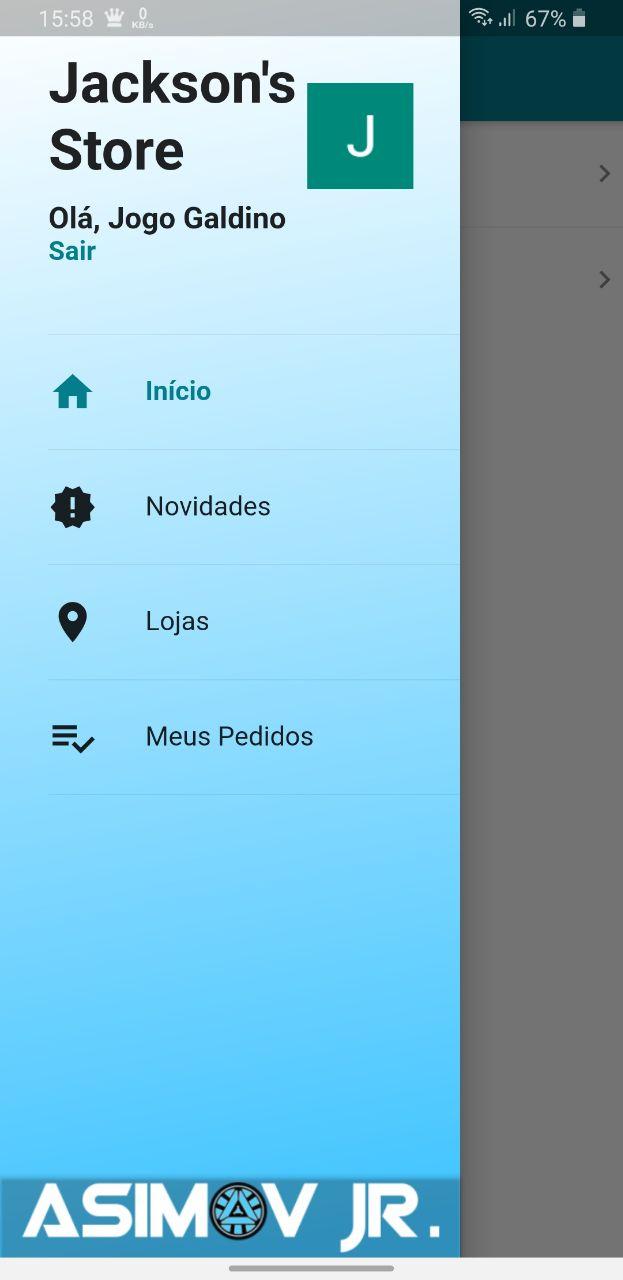 15:58 0 KB/s 67%
Jackson's
Store
J
Olá, Jogo Galdino
Sair
Início
Novidades
Lojas
Meus Pedidos
ASIMOV JR.